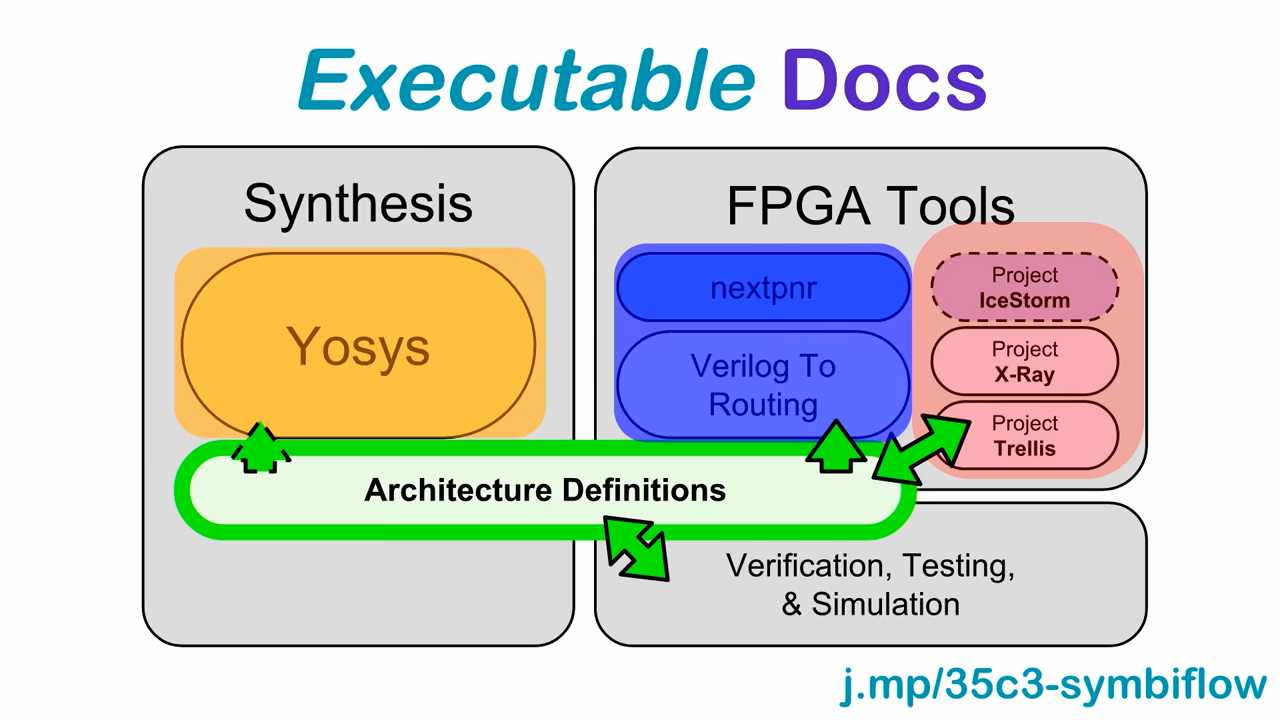 Executable Docs
Synthesis
Yosys
FPGA Tools
nextpnr
Verilog To
Routing
Project
IceStorm
Project
X-Ray
Project
Trellis
Architecture Definitions
Verification, Testing,
& Simulation
j.mp/35c3-symbiflow